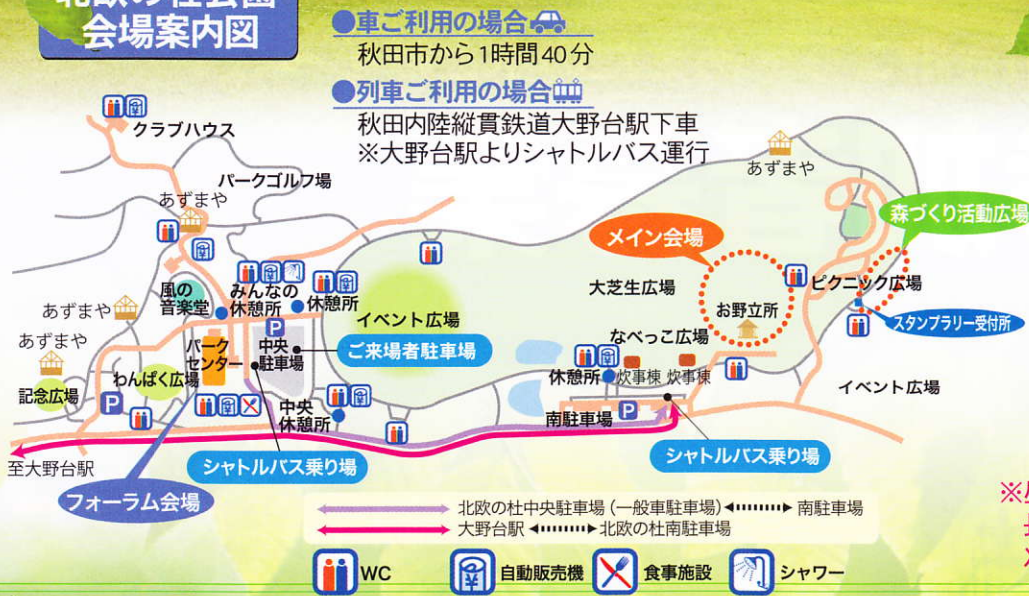 北欧の杜公園
会場案内図
●車ご利用の場合
秋田市から1時間40分
●列車ご利用の場合
秋田内陸縦貫鉄道大野台駅下車
※大野台駅よりシャトルバス運行
クラブハウス
パークゴルフ場
あずまや
あずまや
メイン会場
森づくり活動広場
風の
音楽堂
みんなの
休憩所
休憩所
イベント広場
大芝生広場
お野立所
ピクニック広場
スタンプラリー受付所
あずまや
あずまや
パーク
センター
P
中央
駐車場
ご来場者駐車場
なべっこ広場
休憩所
炊事棟
炊事棟
イベント広場
記念広場
わんぱく広場
P
中央
休憩所
南駐車場
P
至大野台駅
シャトルバス乗り場
シャトルバス乗り場
フォーラム会場
北欧の杜中央駐車場(一般車駐車場)
南駐車場
大野台駅
北欧の杜南駐車場
WC
自動販売機
食事施設
シャワー